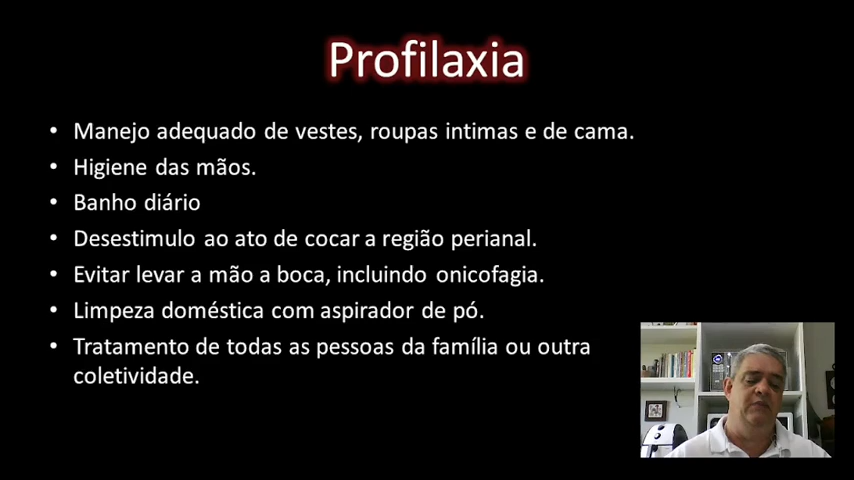 Profilaxia
• Manejo adequado de vestes, roupas intimas e de cama.
• Higiene das mãos.
• Banho diário
• Desestimulo ao ato de cocar a região perianal.
• Evitar levar a mão a boca, incluindo onicofagia.
• Limpeza doméstica com aspirador de pó.
• Tratamento de todas as pessoas da família ou outra
coletividade.